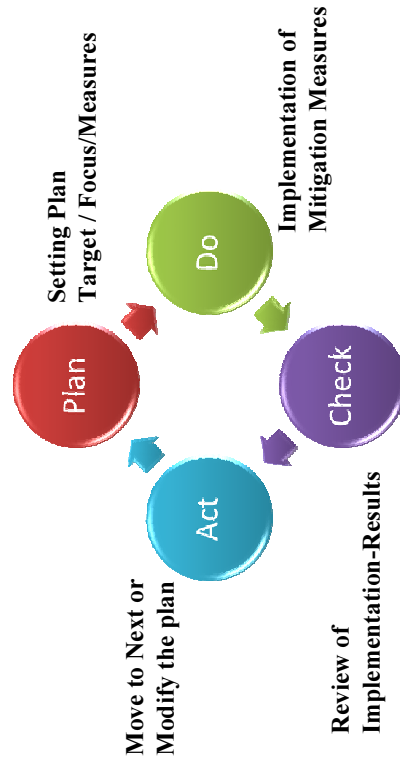 Plan
Setting Plan
Target / Focus/Measures
Do
Implementation of
Mitigation Measures
Check
Review of
Implementation-Results
Act
Move to Next or
Modify the plan